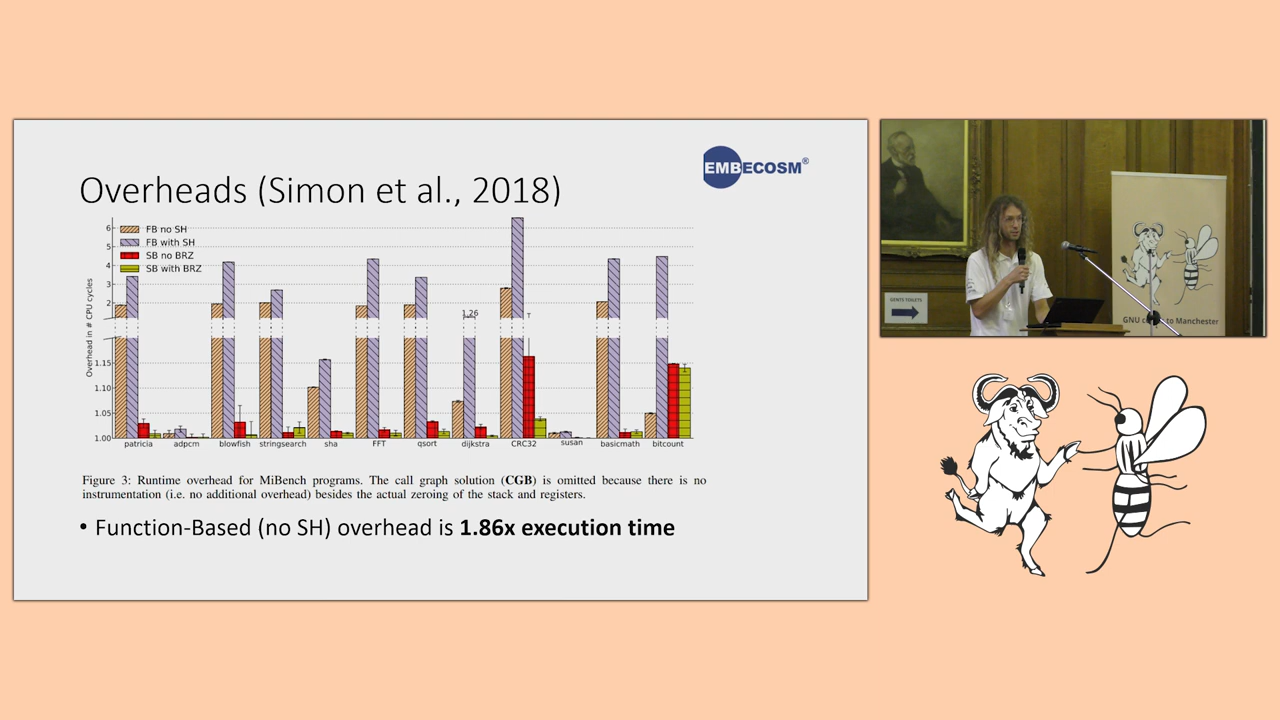 Overheads (Simon et al., 2018)
EMBECOSM®
FB no SH
FB with SH
SB no BRZ
SB with BRZ
Overhead in # CPU cycles
6
5
4
3
2
1.15
1.10
1.05
1.00
1.26
T
patricia adpcm blowfish stringsearch sha FFT qsort dijkstra CRC32 susan basicmath bitcount
Figure 3: Runtime overhead for MiBench programs. The call graph solution (CGB) is omitted because there is no
instrumentation (i.e. no additional overhead) besides the actual zeroing of the stack and registers.
• Function-Based (no SH) overhead is 1.86x execution time
GENTS TOILETS
GNU c to Manchester